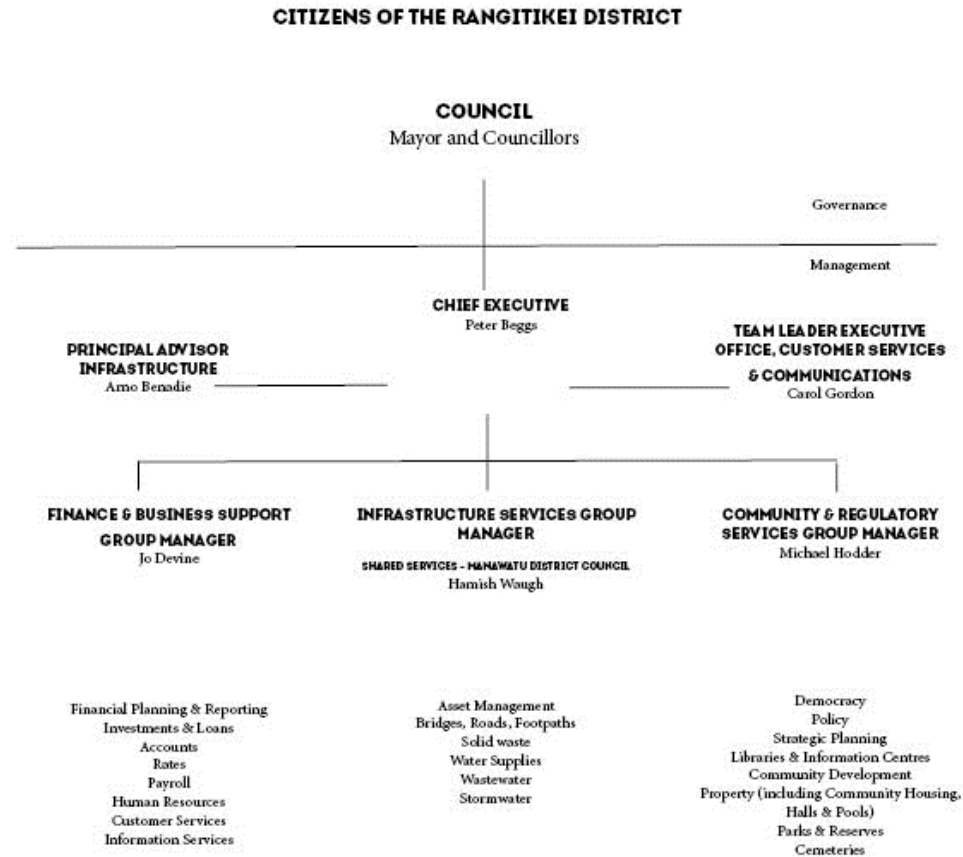 CITIZENS OF THE RANGITIKEI DISTRICT
COUNCIL
Mayor and Councillors
Governance
Management
CHIEF EXECUTIVE
Peter Beggs
PRINCIPAL ADVISOR
INFRASTRUCTURE
Arno Benadie
TEAM LEADER EXECUTIVE
OFFICE, CUSTOMER SERVICES
& COMMUNICATIONS
Carol Gordon
FINANCE & BUSINESS SUPPORT
GROUP MANAGER
Jo Devine
INFRASTRUCTURE SERVICES GROUP
MANAGER
SHARED SERVICES - MANAWATU DISTRICT COUNCIL
Hamish Waugh
COMMUNITY & REGULATORY
SERVICES GROUP MANAGER
Michael Hodder
Financial Planning & Reporting
Investments & Loans
Accounts
Rates
Payroll
Human Resources
Customer Services
Information Services
Asset Management
Bridges, Roads, Footpaths
Solid waste
Water Supplies
Wastewater
Stormwater
Democracy
Policy
Strategic Planning
Libraries & Information Centres
Community Development
Property (including Community Housing,
Halls & Pools)
Parks & Reserves
Cemeteries